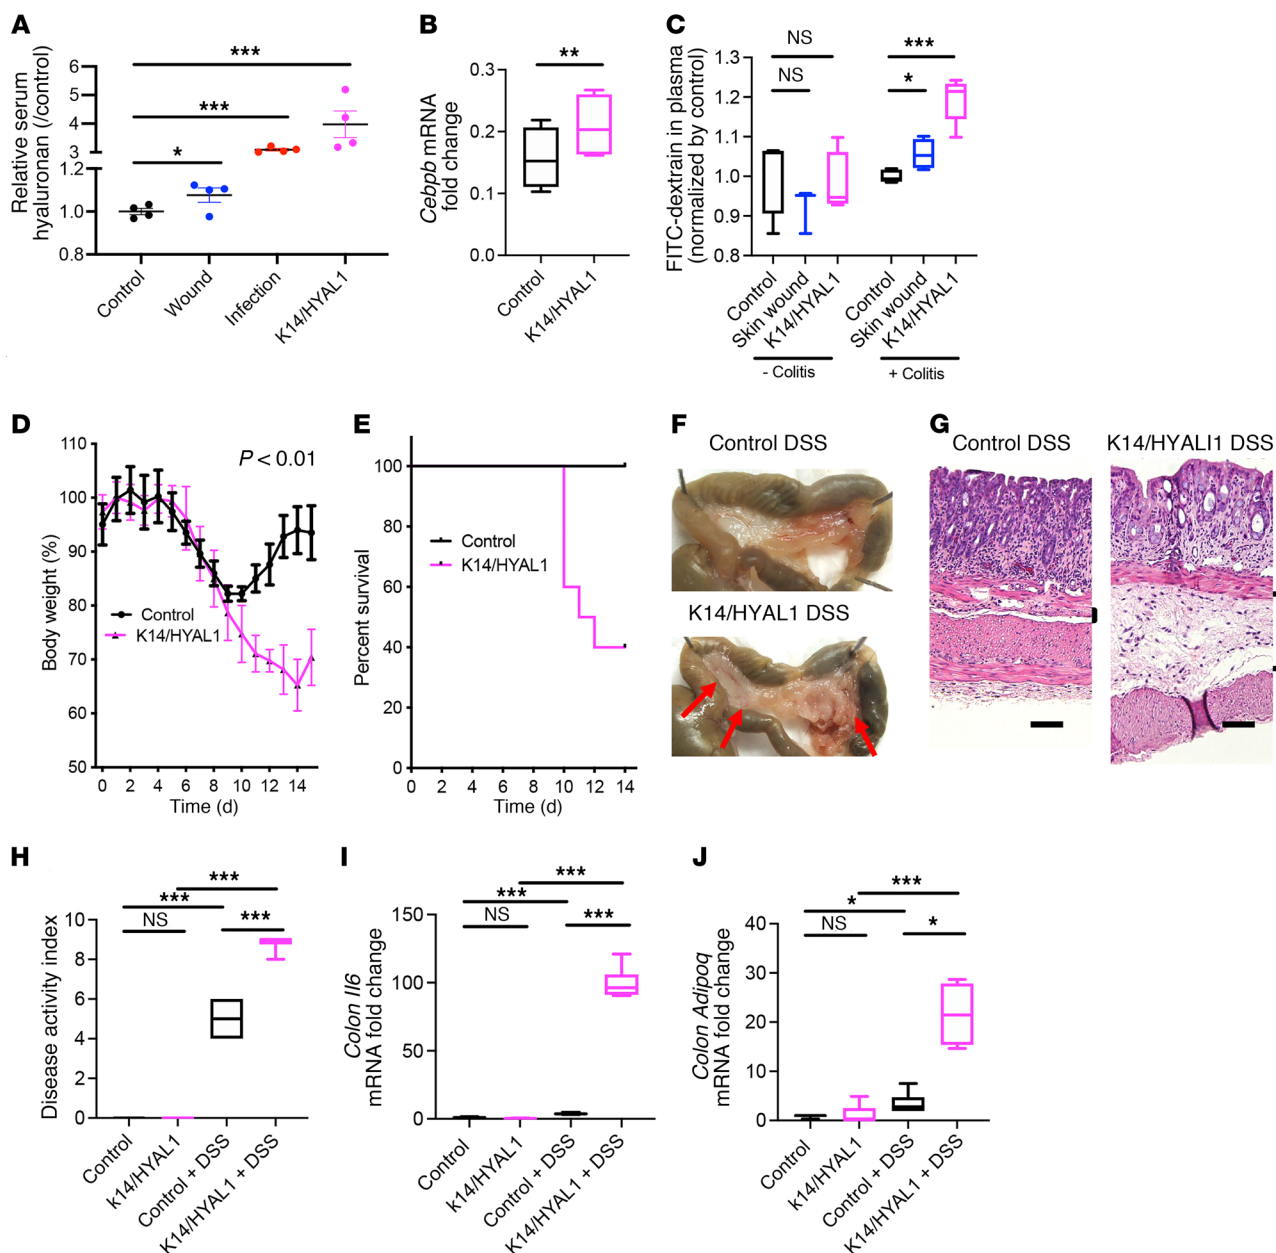 A
Relative serum
hyaluronan (/control)
6
5
4
3
1.2
1.0
0.8
***
***
*
Control
Wound
Infection
K14/HYAL1
B
Cebpb mRNA
fold change
0.3
0.2
0.1
0.0
**
Control
K14/HYAL1
C
FITC-dextrain in plasma
(normalized by control)
1.3
1.2
1.1
1.0
0.9
0.8
NS
NS
***
*
Control
Skin wound
K14/HYAL1
Control
Skin wound
K14/HYAL1
- Colitis
+ Colitis
D
Body weight (%)
110
100
90
80
70
60
50
P < 0.01
Control
K14/HYAL1
0 2 4 6 8 10 12 14
Time (d)
E
Percent survival
100
80
60
40
20
0
Control
K14/HYAL1
0 2 4 6 8 10 12 14
Time (d)
F
Control DSS
K14/HYAL1 DSS
G
Control DSS
K14/HYALI1 DSS
H
Disease activity index
10
8
6
4
2
0
***
***
NS
***
Control
k14/HYAL1
Control + DSS
K14/HYAL1 + DSS
I
Colon Il6
mRNA fold change
150
100
50
0
***
***
NS
***
Control
k14/HYAL1
Control + DSS
K14/HYAL1 + DSS
J
Colon Adipoq
mRNA fold change
40
30
20
10
0
***
*
NS
*
Control
k14/HYAL1
Control + DSS
K14/HYAL1 + DSS